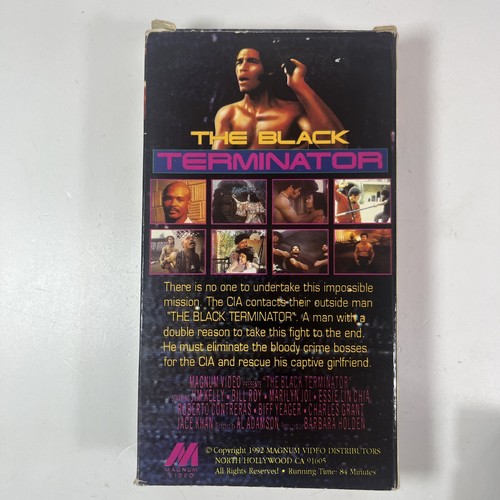 THE BLACK
TERMINATOR
There is no one to undertake this impossible
mission. The CIA contacts their outside man
"THE BLACK TERMINATOR". A man with a
double reason to take this fight to the end.
He must eliminate the bloody crime bosses
for the CIA and rescue his captive girlfriend.
MAGNUM VIDEO PRESENTS "THE BLACK TERMINATOR"
JIM KELLY • BILL ROY • MARILYN JOI • ESSIE LIN CHIA
ROBERTO CONTRERAS • BIFF YEAGER • CHARLES GRANT
JACE KHAN AL ADAMSON BARBARA HOLDEN
MAGNUM
VIDEO
© Copyright 1992 MAGNUM VIDEO DISTRIBUTORS
NORTH HOLLYWOOD CA 91605
All Rights Reserved • Running Time: 84 Minutes